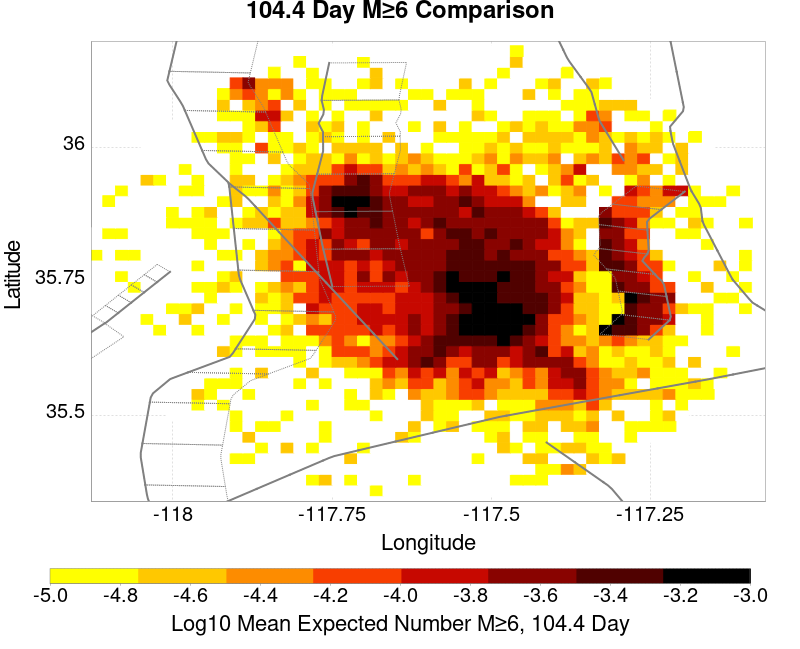 104.4 Day M≥6 Comparison
36
35.75
35.5
Latitude
-118 -117.75 -117.5 -117.25
Longitude
-5.0 -4.8 -4.6 -4.4 -4.2 -4.0 -3.8 -3.6 -3.4 -3.2 -3.0
Log10 Mean Expected Number M≥6, 104.4 Day